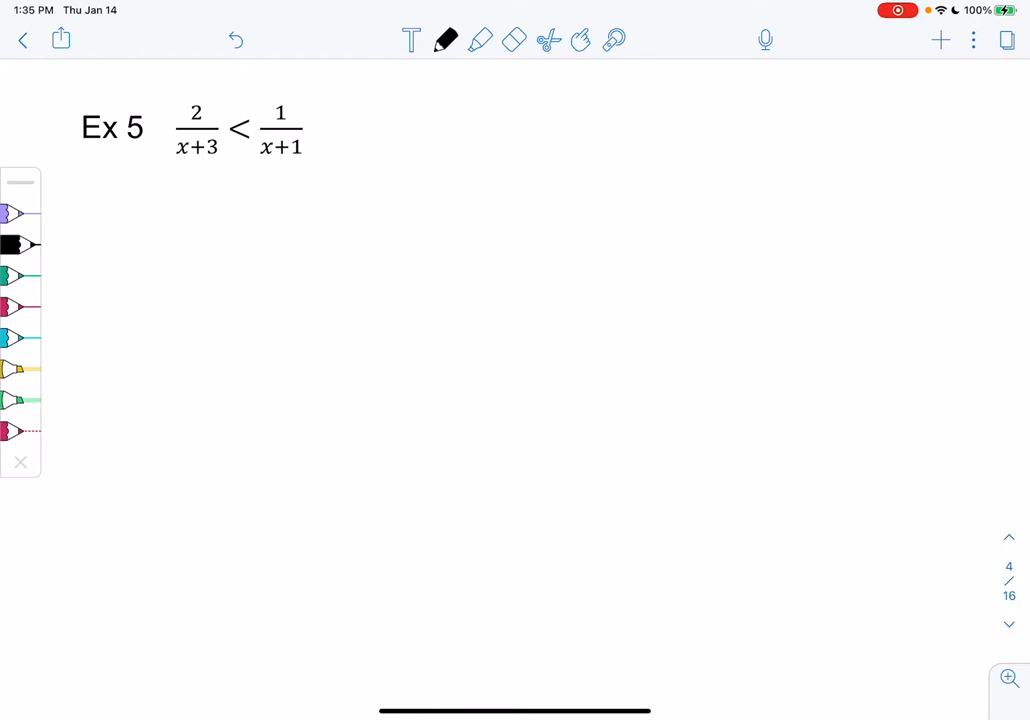 1:35 PM Thu Jan 14 100%
T
Ex 5 2/(x+3) < 1/(x+1)
4
/
16